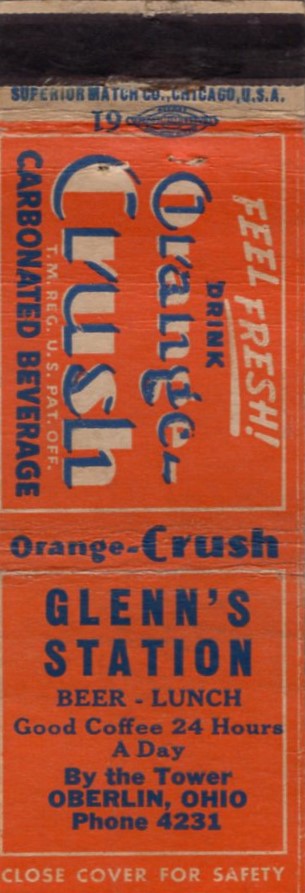 SUPERIOR MATCH CO., CHICAGO, U.S.A.
19
FEEL FRESH!
DRINK
Orange-
Crush
T. M. REG. U. S. PAT. OFF.
CARBONATED BEVERAGE
Orange-Crush
GLENN'S
STATION
BEER - LUNCH
Good Coffee 24 Hours
A Day
By the Tower
OBERLIN, OHIO
Phone 4231
CLOSE COVER FOR SAFETY